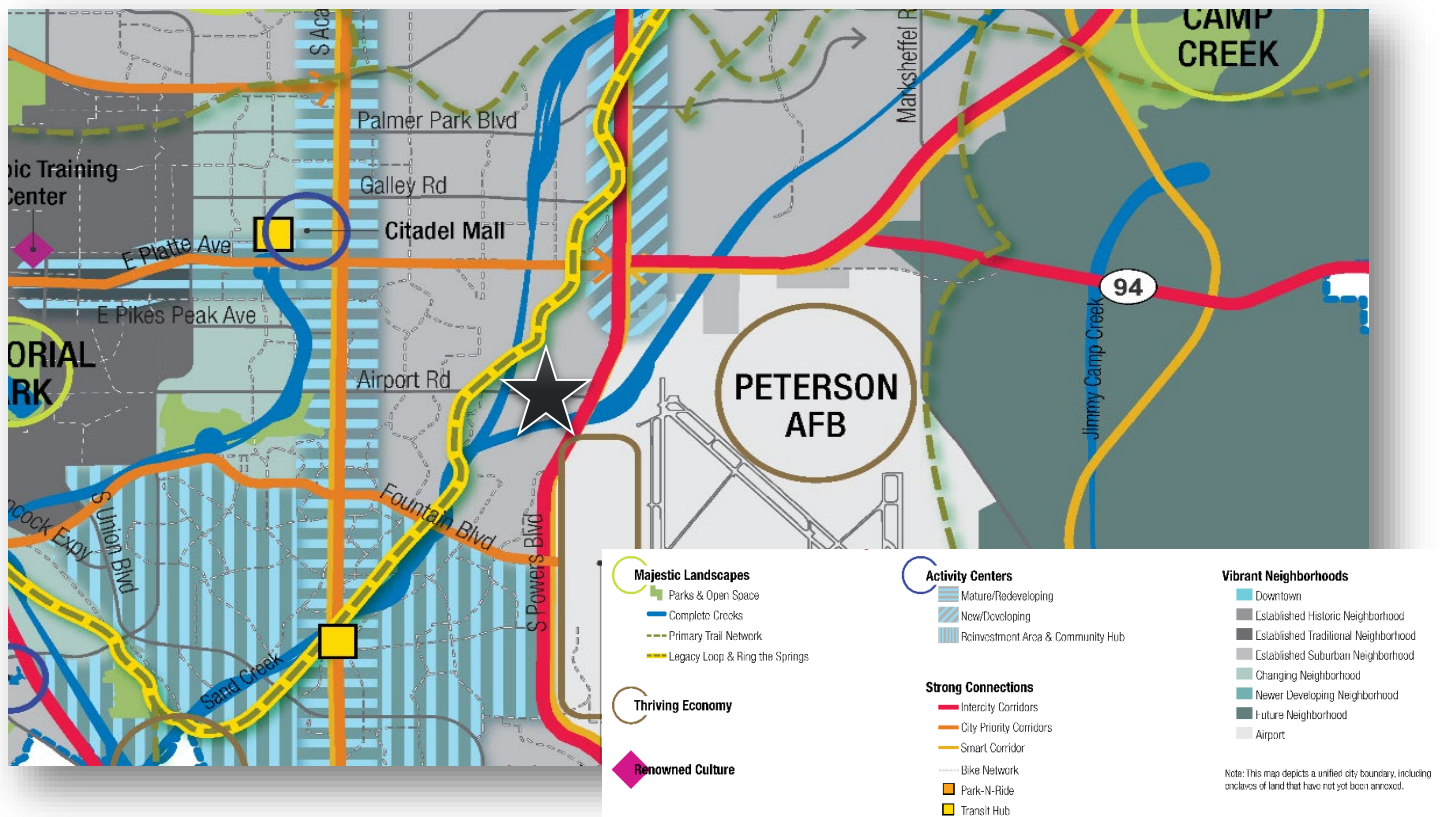 S Aca
CAMP
CREEK
Marksheffel R
Palmer Park Blvd
pic Training
Center
Galley Rd
Citadel Mall
E Platte Ave
94
E Pikes Peak Ave
ORIAL
RK
Airport Rd
PETERSON
AFB
Jimmy Camp Creek
Fountain Blvd
S Union Blvd
ncock Expy
S Powers Blvd
Sand Creek
Majestic Landscapes
Parks & Open Space
Complete Creeks
Primary Trail Network
Legacy Loop & Ring the Springs
Thriving Economy
Renowned Culture
Activity Centers
Mature/Redeveloping
New/Developing
Reinvestment Area & Community Hub
Strong Connections
Intercity Corridors
City Priority Corridors
Smart Corridor
Bike Network
Park-N-Ride
Transit Hub
Vibrant Neighborhoods
Downtown
Established Historic Neighborhood
Established Traditional Neighborhood
Established Suburban Neighborhood
Changing Neighborhood
Newer Developing Neighborhood
Future Neighborhood
Airport
Note: This map depicts a unified city boundary, including
enclaves of land that have not yet been annexed.